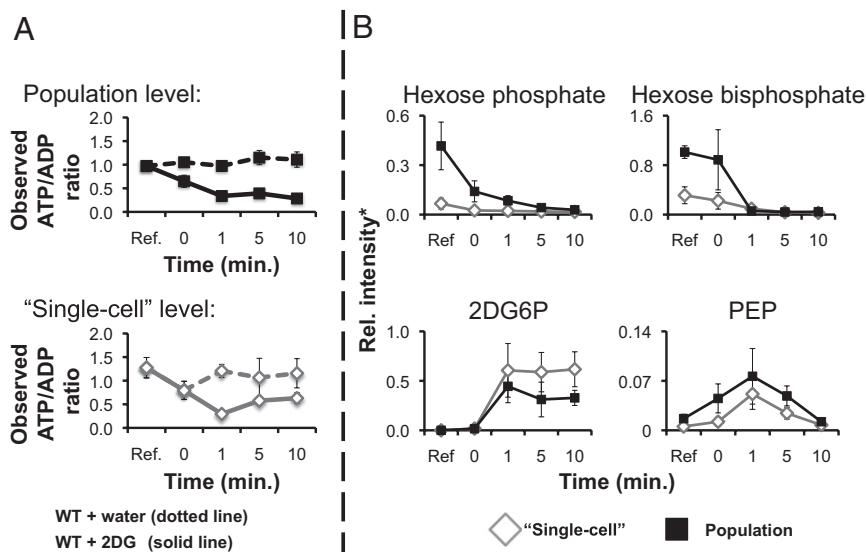 A
B
Population level:
2.0
1.5
1.0
0.5
0.0
Observed
ATP/ADP
ratio
Ref. 0 1 5 10
Time (min.)
"Single-cell" level:
2.0
1.5
1.0
0.5
0.0
Observed
ATP/ADP
ratio
Ref. 0 1 5 10
Time (min.)
WT + water (dotted line)
WT + 2DG (solid line)
Rel. intensity*
Hexose phosphate
0.6
0.3
0.0
Ref 0 1 5 10
Hexose bisphosphate
1.6
0.8
0.0
Ref 0 1 5 10
2DG6P
1.0
0.5
0.0
Ref 0 1 5 10
PEP
0.14
0.07
0
Ref 0 1 5 10
Time (min.)
"Single-cell" Population